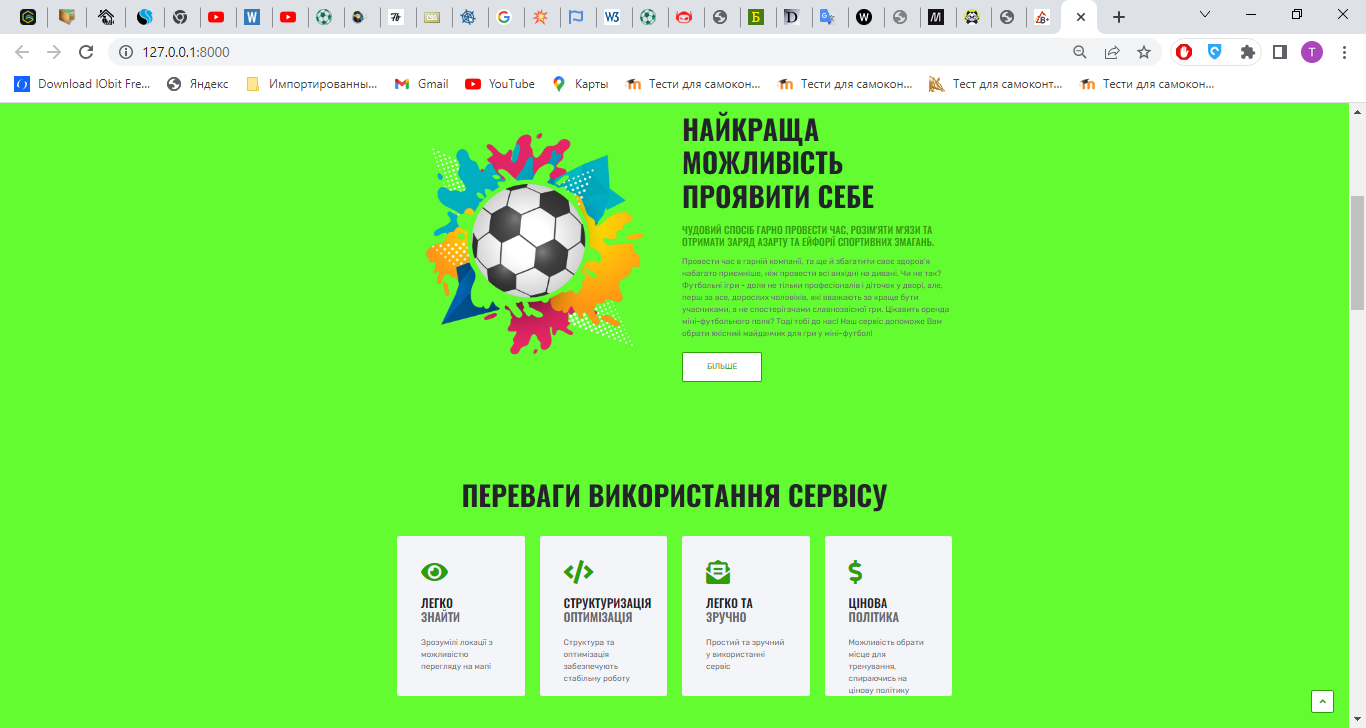 127.0.0.1:8000
Download IObit Fre...
Яндекс
Импортированны...
Gmail
YouTube
Карты
Тести для самокон...
Тести для самокон...
Тест для самоконт...
Тести для самокон...
НАЙКРАЩА
МОЖЛИВІСТЬ
ПРОЯВИТИ СЕБЕ
ЧУДОВИЙ СПОСІБ ГАРНО ПРОВЕСТИ ЧАС, РОЗІМ'ЯТИ М'ЯЗИ ТА
ОТРИМАТИ ЗАРЯД АЗАРТУ ТА ЕЙФОРІЇ СПОРТИВНИХ ЗМАГАНЬ.
Провести час в гарній компанії, та ще й збагатити своє здоров'я
набагато приємніше, ніж провести всі вихідні на дивані. Чи не так?
Футбольні ігри - доля не тільки професіоналів і діточок у дворі, але,
перш за все, дорослих чоловіків, які вважають за краще бути
учасниками, а не спостерігачами славнозвісної гри. Цікавить оренда
міні-футбольного поля? Тоді тобі до нас! Наш сервіс допоможе Вам
обрати якісний майданчик для гри у міні-футбол!
БІЛЬШЕ
ПЕРЕВАГИ ВИКОРИСТАННЯ СЕРВІСУ
ЛЕГКО
ЗНАЙТИ
Зрозумілі локації з
можливістю
перегляду на мапі
СТРУКТУРИЗАЦІЯ
ОПТИМІЗАЦІЯ
Структура та
оптимізація
забезпечують
стабільну роботу
ЛЕГКО ТА
ЗРУЧНО
Простий та зручний
у використанні
сервіс
ЦІНОВА
ПОЛІТИКА
Можливість обрати
місце для
тренування,
спираючись на
цінову політику